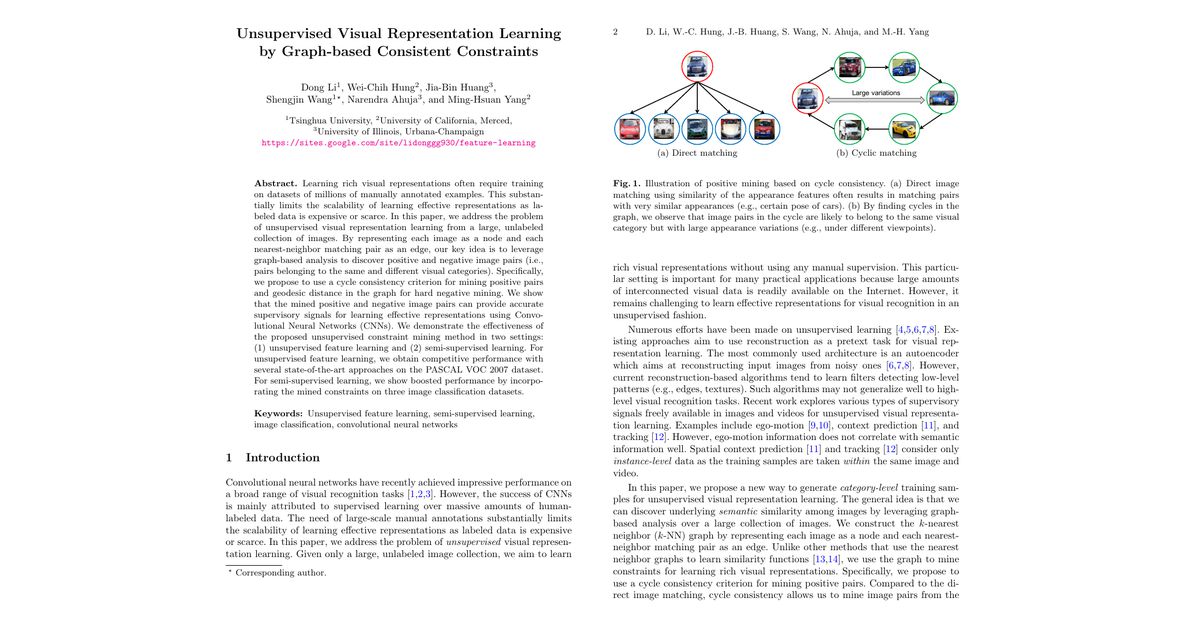 Unsupervised Visual Representation Learning
by Graph-based Consistent Constraints
Dong Li1, Wei-Chih Hung2, Jia-Bin Huang3,
Shengjin Wang1⋆, Narendra Ahuja3, and Ming-Hsuan Yang2
1Tsinghua University, 2University of California, Merced,
3University of Illinois, Urbana-Champaign
https://sites.google.com/site/lidonggg930/feature-learning
Abstract. Learning rich visual representations often require training
on datasets of millions of manually annotated examples. This substan-
tially limits the scalability of learning effective representations as la-
beled data is expensive or scarce. In this paper, we address the problem
of unsupervised visual representation learning from a large, unlabeled
collection of images. By representing each image as a node and each
nearest-neighbor matching pair as an edge, our key idea is to leverage
graph-based analysis to discover positive and negative image pairs (i.e.,
pairs belonging to the same and different visual categories). Specifically,
we propose to use a cycle consistency criterion for mining positive pairs
and geodesic distance in the graph for hard negative mining. We show
that the mined positive and negative image pairs can provide accurate
supervisory signals for learning effective representations using Convo-
lutional Neural Networks (CNNs). We demonstrate the effectiveness of
the proposed unsupervised constraint mining method in two settings:
(1) unsupervised feature learning and (2) semi-supervised learning. For
unsupervised feature learning, we obtain competitive performance with
several state-of-the-art approaches on the PASCAL VOC 2007 dataset.
For semi-supervised learning, we show boosted performance by incorpo-
rating the mined constraints on three image classification datasets.
Keywords: Unsupervised feature learning, semi-supervised learning,
image classification, convolutional neural networks
1 Introduction
Convolutional neural networks have recently achieved impressive performance on
a broad range of visual recognition tasks [1,2,3]. However, the success of CNNs
is mainly attributed to supervised learning over massive amounts of human-
labeled data. The need of large-scale manual annotations substantially limits
the scalability of learning effective representations as labeled data is expensive
or scarce. In this paper, we address the problem of unsupervised visual represen-
tation learning. Given only a large, unlabeled image collection, we aim to learn
⋆ Corresponding author.
2 D. Li, W.-C. Hung, J.-B. Huang, S. Wang, N. Ahuja, and M.-H. Yang
Large variations
(a) Direct matching
(b) Cyclic matching
Fig. 1. Illustration of positive mining based on cycle consistency. (a) Direct image
matching using similarity of the appearance features often results in matching pairs
with very similar appearances (e.g., certain pose of cars). (b) By finding cycles in the
graph, we observe that image pairs in the cycle are likely to belong to the same visual
category but with large appearance variations (e.g., under different viewpoints).
rich visual representations without using any manual supervision. This particu-
lar setting is important for many practical applications because large amounts
of interconnected visual data is readily available on the Internet. However, it
remains challenging to learn effective representations for visual recognition in an
unsupervised fashion.
Numerous efforts have been made on unsupervised learning [4,5,6,7,8]. Ex-
isting approaches aim to use reconstruction as a pretext task for visual rep-
resentation learning. The most commonly used architecture is an autoencoder
which aims at reconstructing input images from noisy ones [6,7,8]. However,
current reconstruction-based algorithms tend to learn filters detecting low-level
patterns (e.g., edges, textures). Such algorithms may not generalize well to high-
level visual recognition tasks. Recent work explores various types of supervisory
signals freely available in images and videos for unsupervised visual representa-
tion learning. Examples include ego-motion [9,10], context prediction [11], and
tracking [12]. However, ego-motion information does not correlate with semantic
information well. Spatial context prediction [11] and tracking [12] consider only
instance-level data as the training samples are taken within the same image and
video.
In this paper, we propose a new way to generate category-level training sam-
ples for unsupervised visual representation learning. The general idea is that we
can discover underlying semantic similarity among images by leveraging graph-
based analysis over a large collection of images. We construct the k-nearest
neighbor (k-NN) graph by representing each image as a node and each nearest-
neighbor matching pair as an edge. Unlike other methods that use the nearest
neighbor graphs to learn similarity functions [13,14], we use the graph to mine
constraints for learning rich visual representations. Specifically, we propose to
use a cycle consistency criterion for mining positive pairs. Compared to the di-
rect image matching, cycle consistency allows us to mine image pairs from the